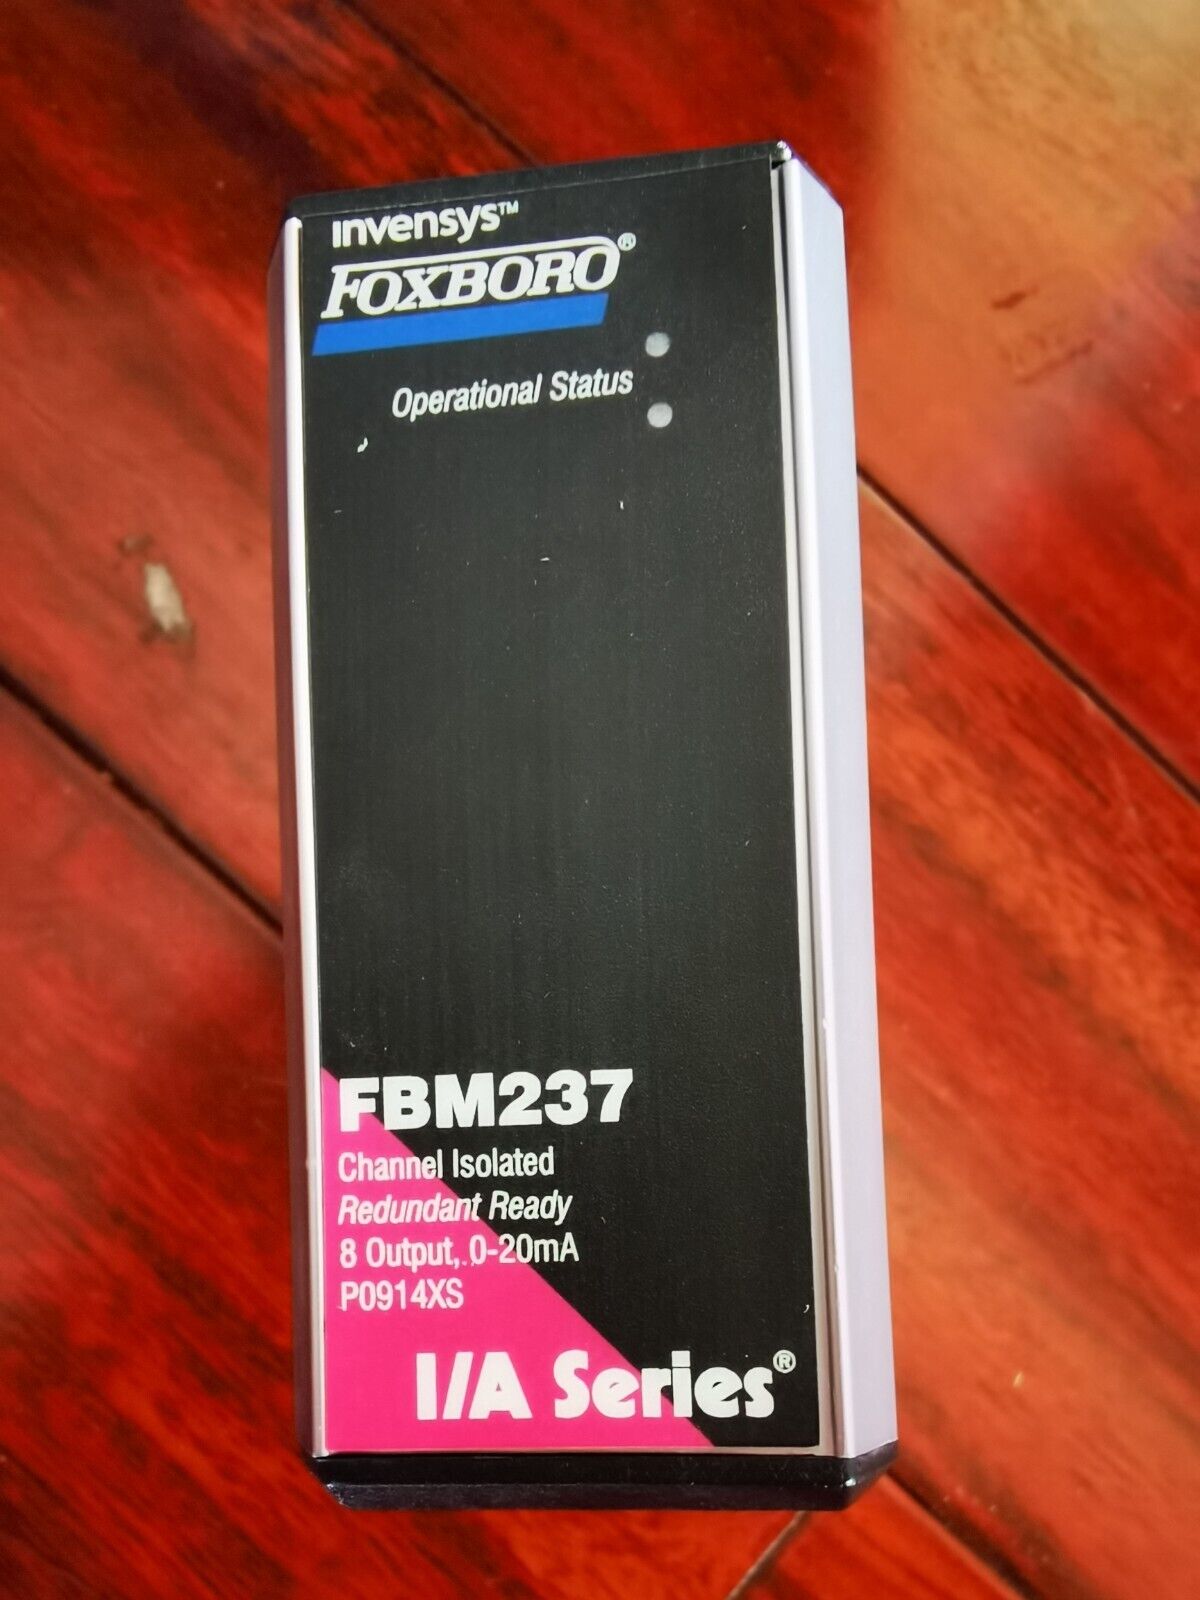 invensys™
FOXBORO®
Operational Status
FBM237
Channel Isolated
Redundant Ready
8 Output, 0-20mA
P0914XS
I/A Series®